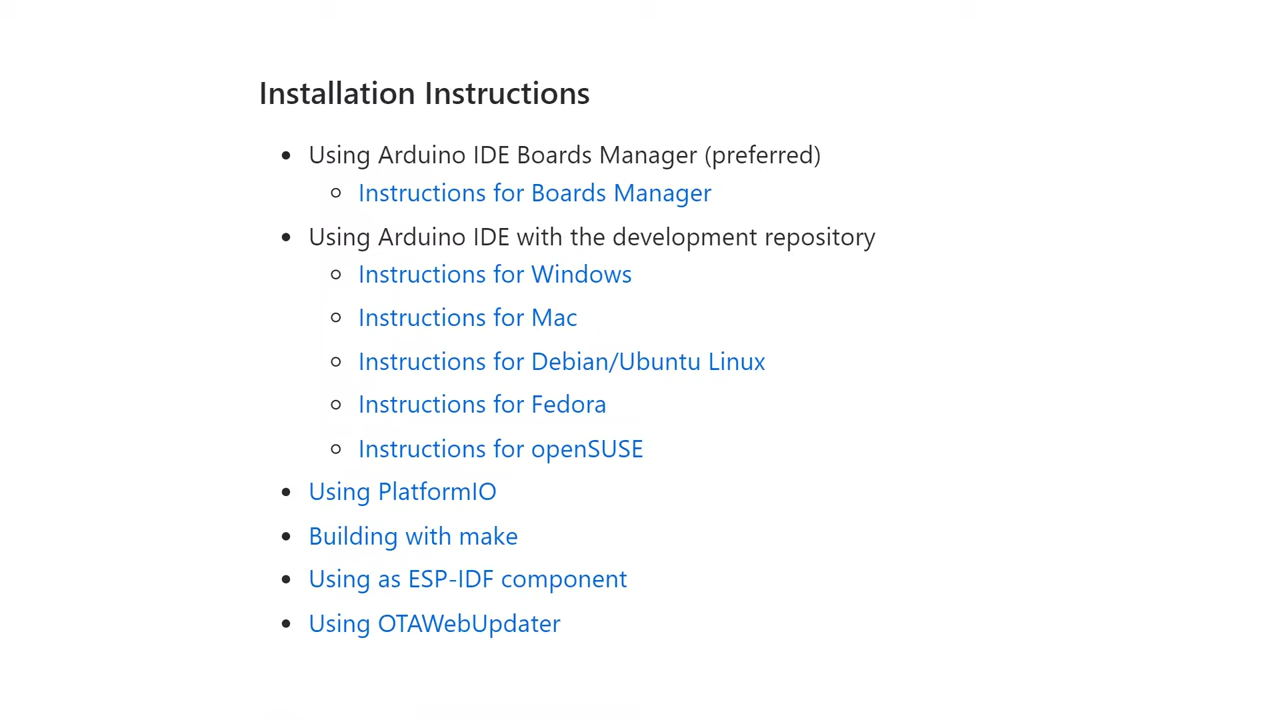 Installation Instructions
Using Arduino IDE Boards Manager (preferred)
Instructions for Boards Manager
Using Arduino IDE with the development repository
Instructions for Windows
Instructions for Mac
Instructions for Debian/Ubuntu Linux
Instructions for Fedora
Instructions for openSUSE
Using PlatformIO
Building with make
Using as ESP-IDF component
Using OTAWebUpdater